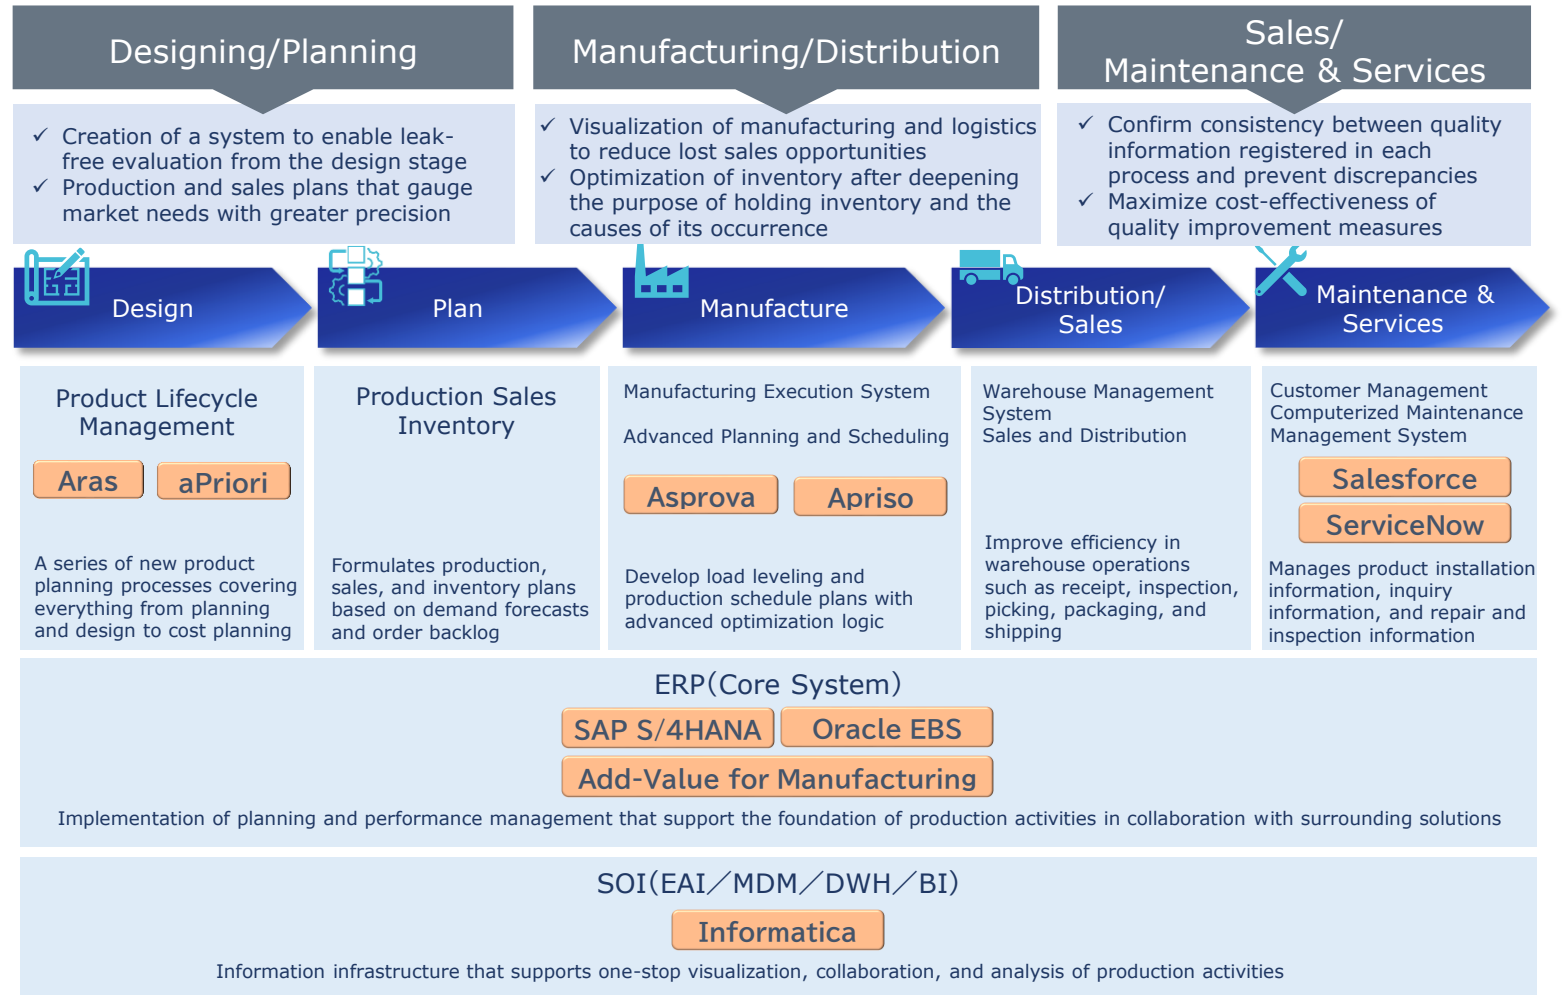 Designing/Planning
Manufacturing/Distribution
Sales/
Maintenance & Services
✓ Creation of a system to enable leak-
free evaluation from the design stage
✓ Production and sales plans that gauge
market needs with greater precision
✓ Visualization of manufacturing and logistics
to reduce lost sales opportunities
✓ Optimization of inventory after deepening
the purpose of holding inventory and the
causes of its occurrence
✓ Confirm consistency between quality
information registered in each
process and prevent discrepancies
✓ Maximize cost-effectiveness of
quality improvement measures
Design
Plan
Manufacture
Distribution/
Sales
Maintenance &
Services
Product Lifecycle
Management
Aras
aPriori
A series of new product
planning processes covering
everything from planning
and design to cost planning
Production Sales
Inventory
Formulates production,
sales, and inventory plans
based on demand forecasts
and order backlog
Manufacturing Execution System
Advanced Planning and Scheduling
Asprova
Apriso
Develop load leveling and
production schedule plans with
advanced optimization logic
Warehouse Management
System
Sales and Distribution
Improve efficiency in
warehouse operations
such as receipt, inspection,
picking, packaging, and
shipping
Customer Management
Computerized Maintenance
Management System
Salesforce
ServiceNow
Manages product installation
information, inquiry
information, and repair and
inspection information
ERP(Core System)
SAP S/4HANA
Oracle EBS
Add-Value for Manufacturing
Implementation of planning and performance management that support the foundation of production activities in collaboration with surrounding solutions
SOI(EAI／MDM／DWH／BI)
Informatica
Information infrastructure that supports one-stop visualization, collaboration, and analysis of production activities